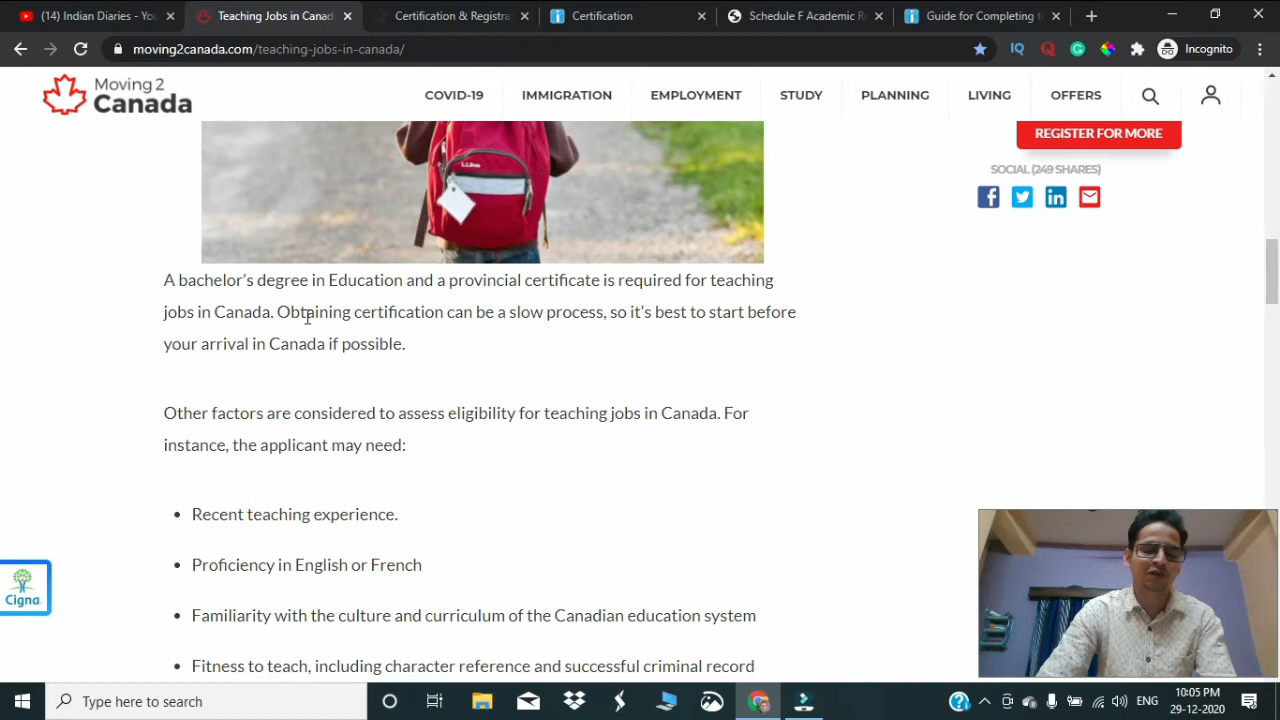 (14) Indian Diaries - You
Teaching Jobs in Canad
Certification & Registra
Certification
Schedule F Academic R
Guide for Completing th
moving2canada.com/teaching-jobs-in-canada/
Incognito
Moving 2
Canada
COVID-19
IMMIGRATION
EMPLOYMENT
STUDY
PLANNING
LIVING
OFFERS
REGISTER FOR MORE
SOCIAL (249 SHARES)
L.L.Bean
A bachelor's degree in Education and a provincial certificate is required for teaching
jobs in Canada. Obtaining certification can be a slow process, so it's best to start before
your arrival in Canada if possible.
Other factors are considered to assess eligibility for teaching jobs in Canada. For
instance, the applicant may need:
• Recent teaching experience.
• Proficiency in English or French
• Familiarity with the culture and curriculum of the Canadian education system
• Fitness to teach, including character reference and successful criminal record
Cigna
Type here to search
ENG
10:05 PM
29-12-2020